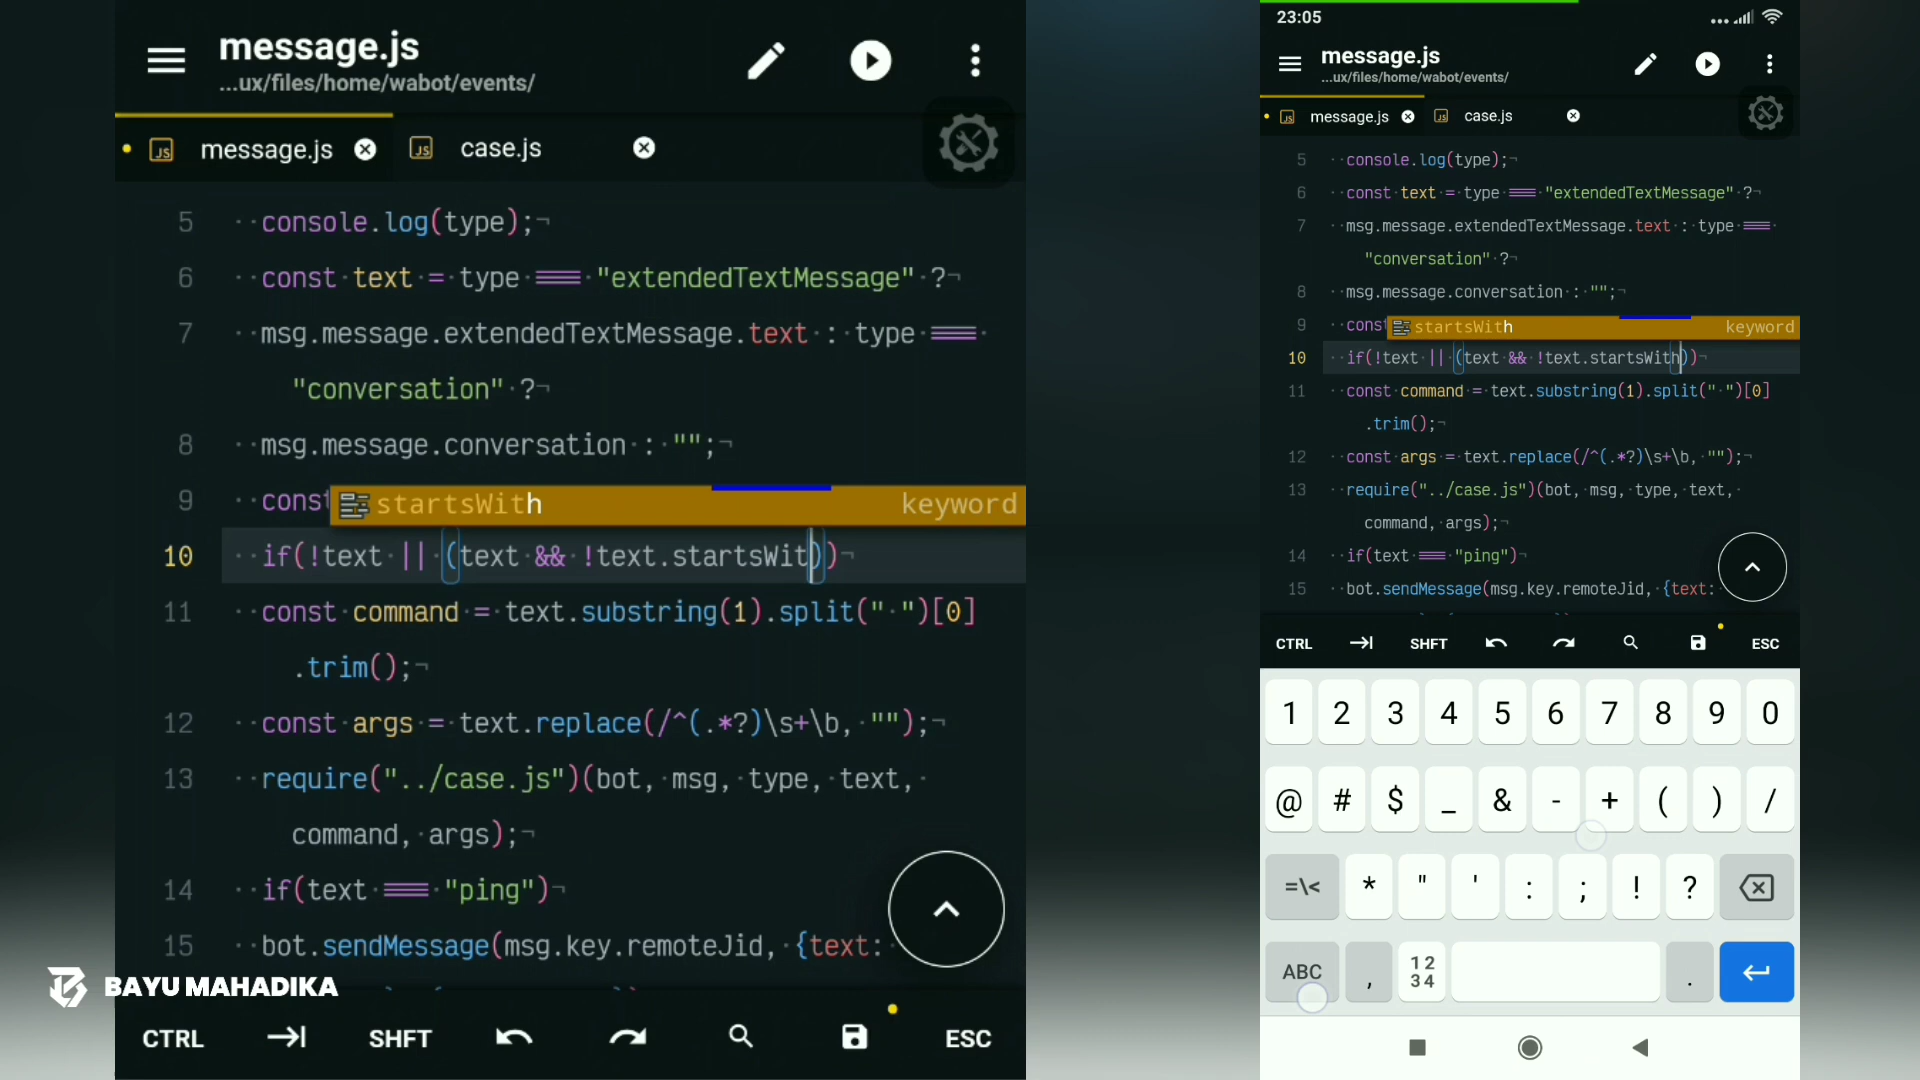 message.js
...ux/files/home/wabot/events/
JS message.js
JS case.js
5 console.log(type);¬
6 const text = type === "extendedTextMessage" ?¬
7 msg.message.extendedTextMessage.text : type ===
"conversation" ?¬
8 msg.message.conversation : "";¬
9 const
startsWith keyword
10 if(!text || (text && !text.startsWit))¬
11 const command = text.substring(1).split(" ")[0]
.trim();¬
12 const args = text.replace(/^(.*?)\s+\b, "");¬
13 require("../case.js")(bot, msg, type, text,
command, args);¬
14 if(text === "ping")¬
15 bot.sendMessage(msg.key.remoteJid, {text:
BAYU MAHADIKA
CTRL SHFT ESC
23:05
message.js
...ux/files/home/wabot/events/
JS message.js
JS case.js
5 console.log(type);¬
6 const text = type === "extendedTextMessage" ?¬
7 msg.message.extendedTextMessage.text : type ===
"conversation" ?¬
8 msg.message.conversation : "";¬
9 const
startsWith keyword
10 if(!text || (text && !text.startsWith))¬
11 const command = text.substring(1).split(" ")[0]
.trim();¬
12 const args = text.replace(/^(.*?)\s+\b, "");¬
13 require("../case.js")(bot, msg, type, text,
command, args);¬
14 if(text === "ping")¬
15 bot.sendMessage(msg.key.remoteJid, {text:
CTRL SHFT ESC
1 2 3 4 5 6 7 8 9 0
@ # $ _ & - + ( ) /
=\< * " ' : ; ! ?
ABC , 12 34 .